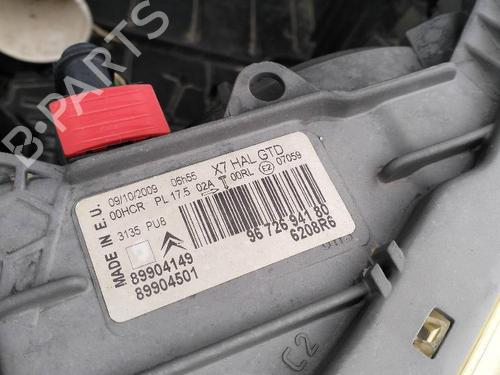 B-PARTS
MADE IN E.U.
09/10/2009 06h55 X7 HAL GTD
00HCR PL 17.5 02A 00RL E2 07059
3135 PU8
96 726 941 80
6208R6
89904149
89904501
C2